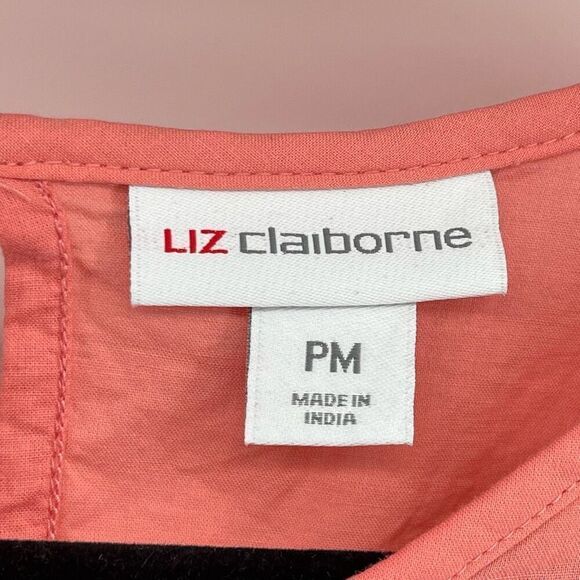 LIZ claiborne
PM
MADE IN
INDIA